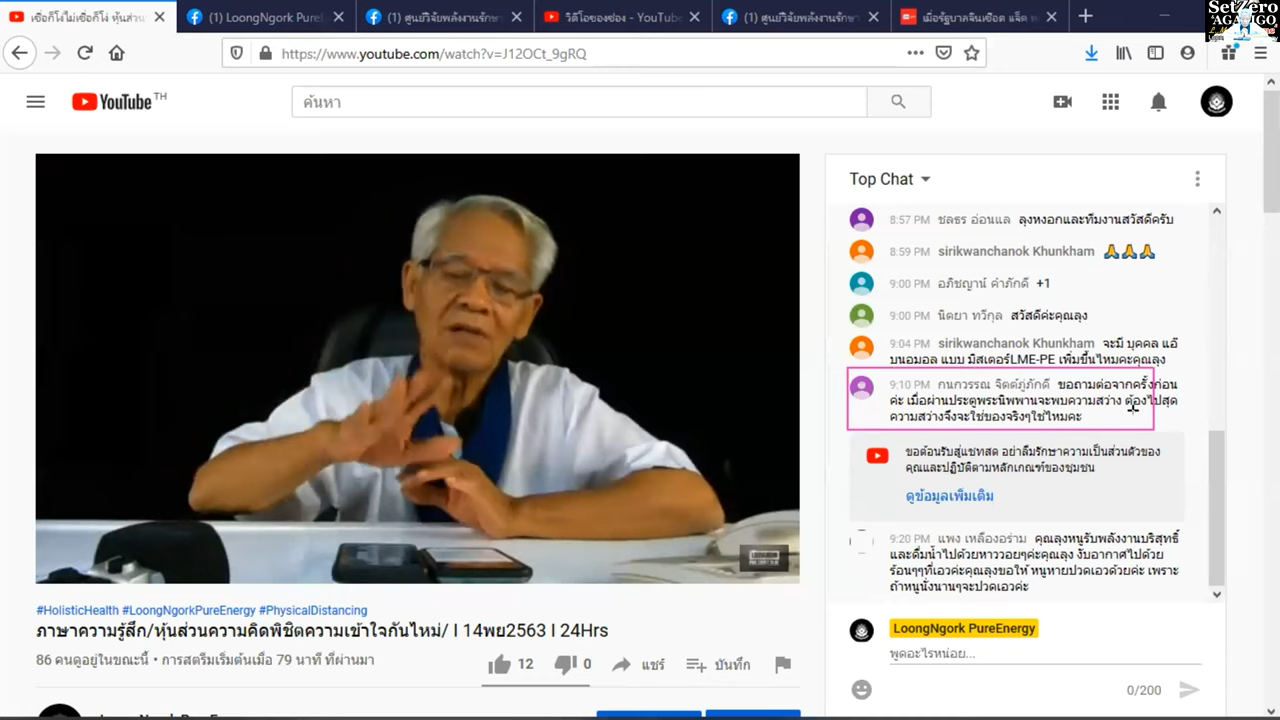 เชื่อก็โง่ไม่เชื่อก็โง่ หุ้นส่วน
(1) LoongNgork Pure
(1) ศูนย์วิจัยพลังงานรักษา
วิดีโอของช่อง - YouTube
(1) ศูนย์วิจัยพลังงานรักษา
เมื่อรัฐบาลจีนเชือด แจ็ค
SetZero
AGALIGO
https://www.youtube.com/watch?v=J12OCt_9gRQ
YouTube TH
ค้นหา
Top Chat
8:57 PM ชลธร อ่อนแล ลุงหงอกและทีมงานสวัสดีครับ
8:59 PM sirikwanchanok Khunkham 🙏🙏🙏
9:00 PM อภิชญาน์ คำภักดี +1
9:00 PM นิตยา ทวีกุล สวัสดีค่ะคุณลุง
9:04 PM sirikwanchanok Khunkham จะมี บุคคล แอ๊
บนอมอล แบบ มิสเตอร์LME-PE เพิ่มขึ้นไหมคะคุณลุง
9:10 PM กนกวรรณ จิตต์ภู่ภักดี ขอถามต่อจากครั้งก่อน
ค่ะ เมื่อผ่านประตูพระนิพพานจะพบความสว่าง ต้องไปสุด
ความสว่างจึงจะใช่ของจริงๆใช่ไหมคะ
ขอต้อนรับสู่แชทสด อย่าลืมรักษาความเป็นส่วนตัวของ
คุณและปฏิบัติตามหลักเกณฑ์ของชุมชน
ดูข้อมูลเพิ่มเติม
9:20 PM แพง เหลืองอร่าม คุณลุงหนูรับพลังงานบริสุทธิ์
และดื่มน้ำไปด้วยหาววอยๆค่ะคุณลุง งับอากาศไปด้วย
ร้อนๆๆที่เอวค่ะคุณลุงขอให้ หนูหายปวดเอวด้วยค่ะ เพราะ
ถ้าหนูนั่งนานๆจะปวดเอวค่ะ
#HolisticHealth #LoongNgorkPureEnergy #PhysicalDistancing
ภาษาความรู้สึก/หุ้นส่วนความคิดพิชิตความเข้าใจกันไหม่/ l 14พย2563 l 24Hrs
86 คนดูอยู่ในขณะนี้ • การสตรีมเริ่มต้นเมื่อ 79 นาที ที่ผ่านมา
12
0
แชร์
บันทึก
LoongNgork PureEnergy
พูดอะไรหน่อย...
0/200